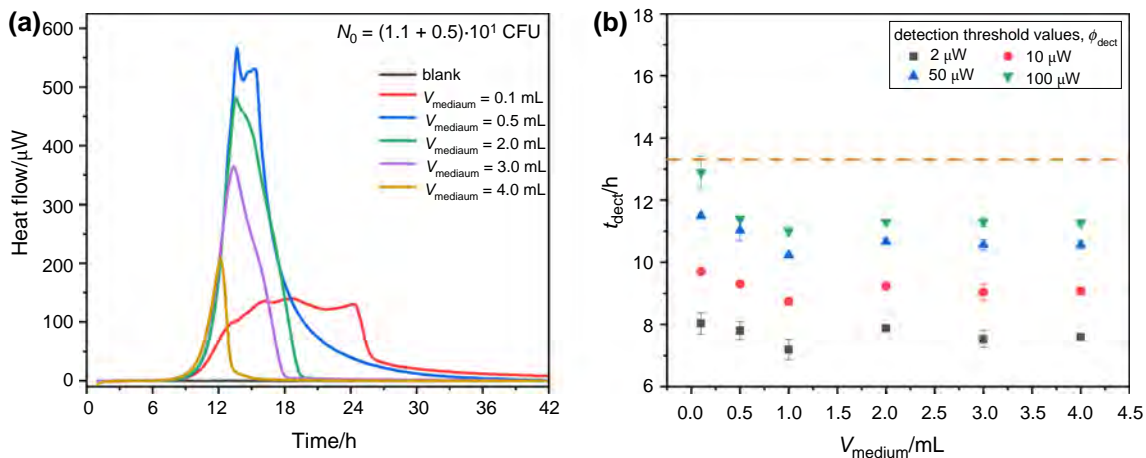 (a)
N₀ = (1.1 + 0.5)·10¹ CFU
blank
Vmediaum = 0.1 mL
Vmediaum = 0.5 mL
Vmediaum = 2.0 mL
Vmediaum = 3.0 mL
Vmediaum = 4.0 mL
600
500
400
300
200
100
0
Heat flow/μW
0 6 12 18 24 30 36 42
Time/h
(b)
detection threshold values, ϕdect
2 μW 10 μW
50 μW 100 μW
18
16
14
12
10
8
6
tdect/h
0.0 0.5 1.0 1.5 2.0 2.5 3.0 3.5 4.0 4.5
Vmedium/mL